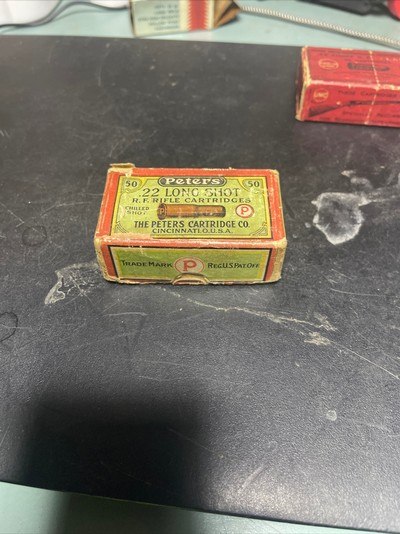 Peters
50 50
.22 LONG SHOT
R.F. RIFLE CARTRIDGES
CHILLED
SHOT
P
THE PETERS CARTRIDGE CO.
CINCINNATI, O. U.S.A.
TRADE MARK P REG. U.S. PAT. OFF.